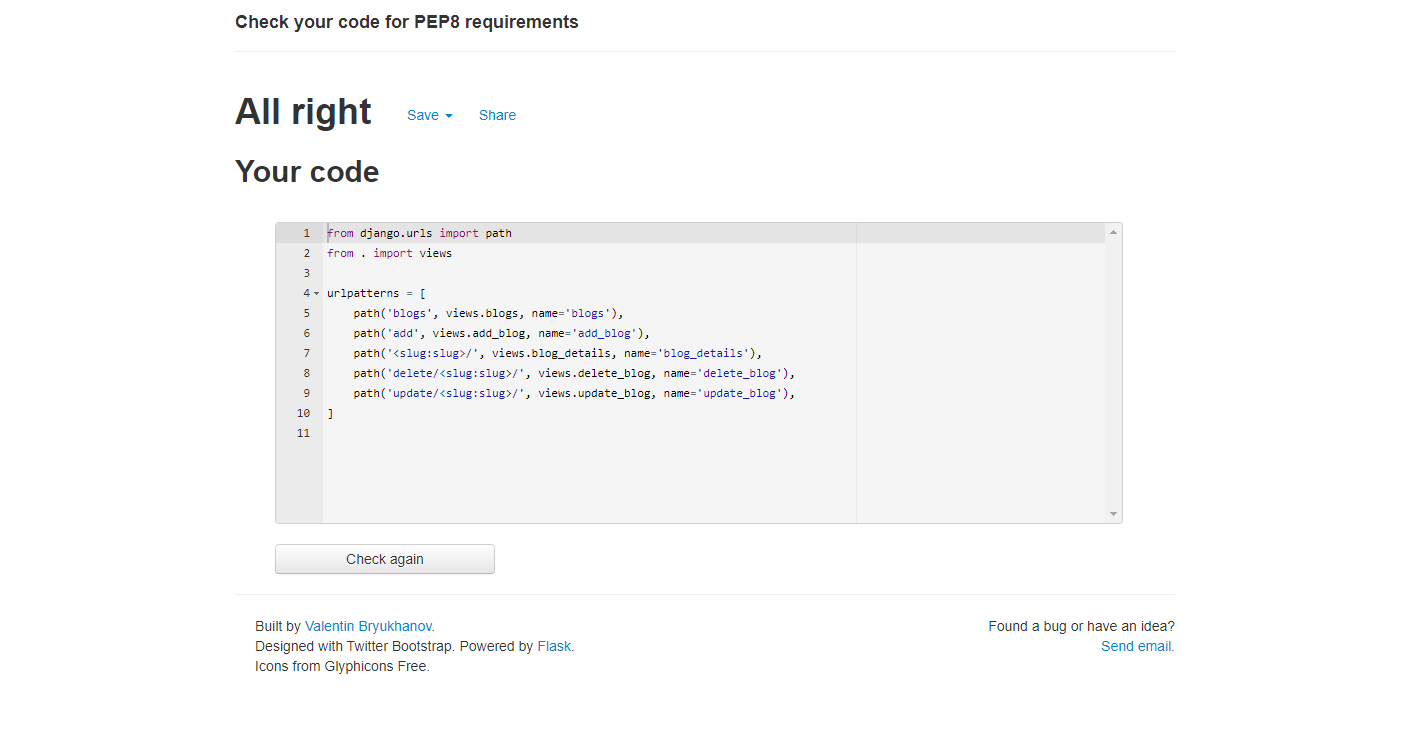 Check your code for PEP8 requirements
All right
Save
Share
Your code
1 from django.urls import path
2 from . import views
3
4 urlpatterns = [
5     path('blogs', views.blogs, name='blogs'),
6     path('add', views.add_blog, name='add_blog'),
7     path('<slug:slug>/', views.blog_details, name='blog_details'),
8     path('delete/<slug:slug>/', views.delete_blog, name='delete_blog'),
9     path('update/<slug:slug>/', views.update_blog, name='update_blog'),
10 ]
11
Check again
Built by Valentin Bryukhanov.
Designed with Twitter Bootstrap. Powered by Flask.
Icons from Glyphicons Free.
Found a bug or have an idea?
Send email.